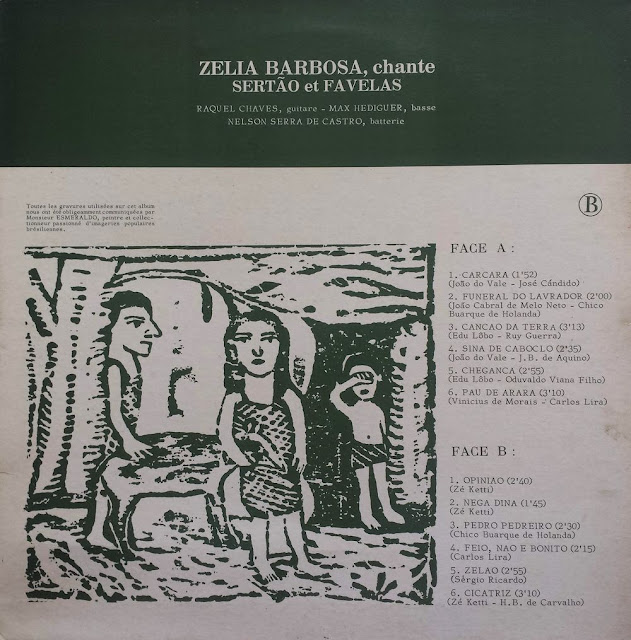 ZELIA BARBOSA, chante
SERTÃO et FAVELAS
RAQUEL CHAVES, guitare - MAX HEDIGUER, basse
NELSON SERRA DE CASTRO, batterie
Toutes les gravures utilisées sur cet album
nous ont été obligeamment communiquées par
Monsieur ESMERALDO, peintre et collec-
tionneur passionné d'imageries populaires
brésiliennes.
B
FACE A :
1. CARCARA (1'52)
(João do Vale - José Cándido)
2. FUNERAL DO LAVRADOR (2'00)
(João Cabral de Melo Neto - Chico
Buarque de Holanda)
3. CANCAO DA TERRA (3'13)
(Edu Lôbo - Ruy Guerra)
4. SINA DE CABOCLO (2'35)
(João do Vale - J.B. de Aquino)
5. CHEGANCA (2'55)
(Edu Lôbo - Oduvaldo Viana Filho)
6. PAU DE ARARA (3'10)
(Vinicius de Morais - Carlos Lira)
FACE B :
1. OPINIAO (2'40)
(Zé Ketti)
2. NEGA DINA (1'45)
(Zé Ketti)
3. PEDRO PEDREIRO (2'30)
(Chico Buarque de Holanda)
4. FEIO, NAO E BONITO (2'15)
(Carlos Lira)
5. ZELAO (2'55)
(Sérgio Ricardo)
6. CICATRIZ (3'10)
(Zé Ketti - H.B. de Carvalho)